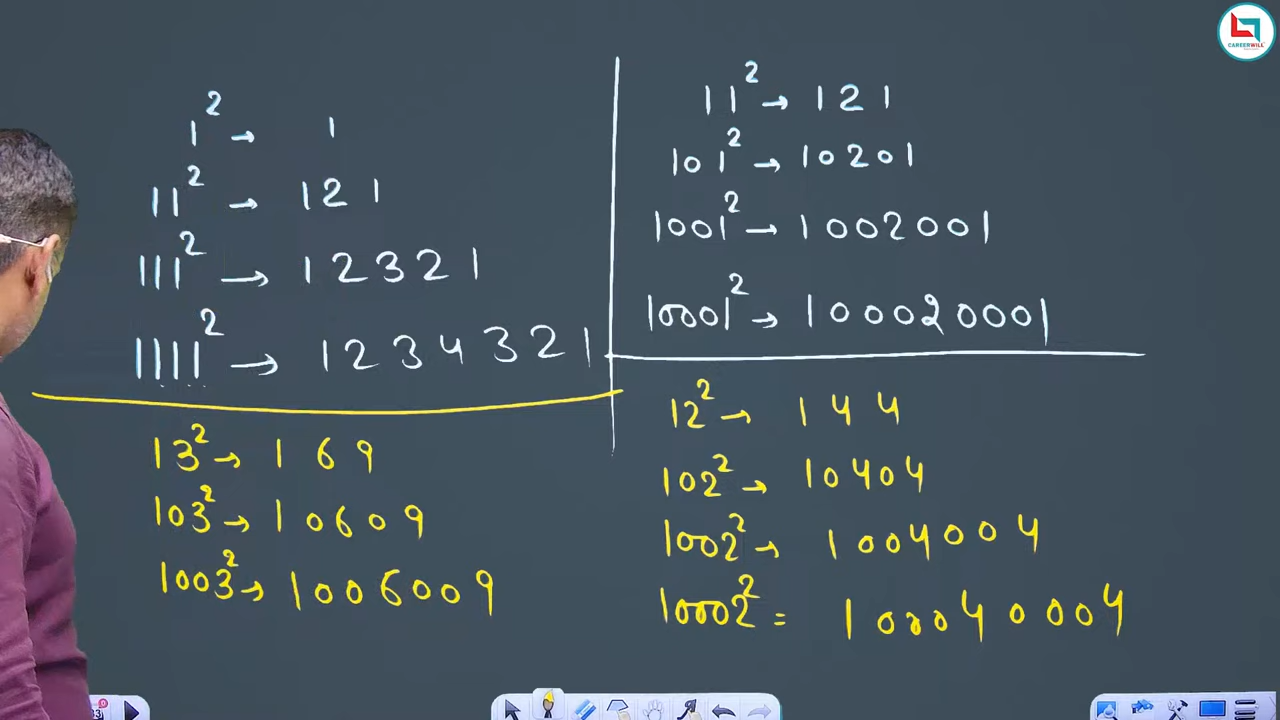 CAREERWILL
1² → 1
11² → 121
111² → 12321
1111² → 1234321
11² → 121
101² → 10201
1001² → 1002001
10001² → 100020001
13² → 169
103² → 10609
1003² → 1006009
12² → 144
102² → 10404
1002² → 1004004
10002² = 100040004